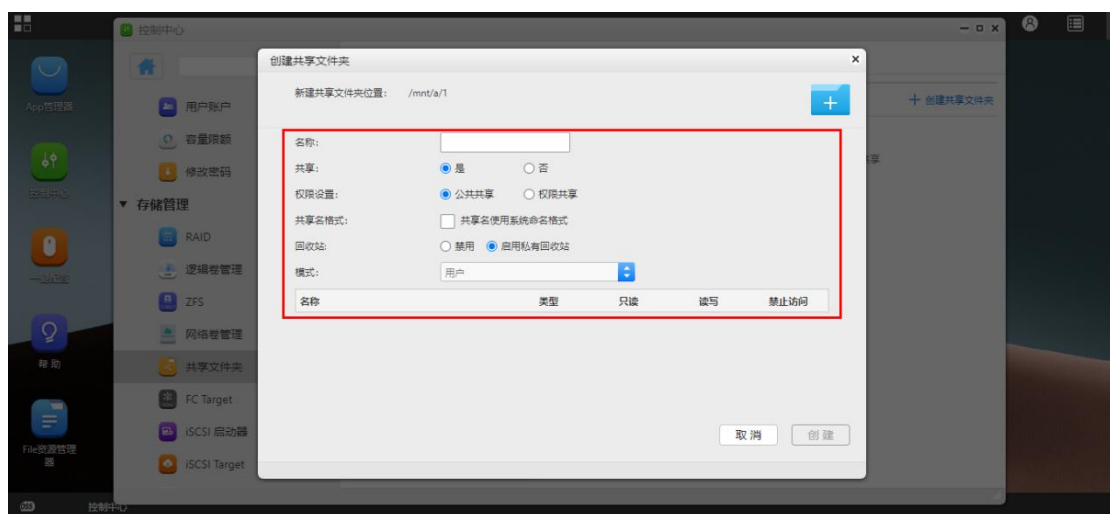 控制中心
创建共享文件夹
新建共享文件夹位置: /mnt/a/1
App管理器
用户账户
创建共享文件夹
容量限额
名称:
享
修改密码
共享: 是 否
控制中心
存储管理
权限设置: 公共共享 权限共享
共享名格式: 共享名使用系统命名格式
RAID
回收站: 禁用 启用私有回收站
逻辑卷管理
模式: 用户
ZFS
名称 类型 只读 读写 禁止访问
网络卷管理
帮助
共享文件夹
FC Target
iSCSI 启动器
取消 创建
File资源管理器
iSCSI Target
控制中心